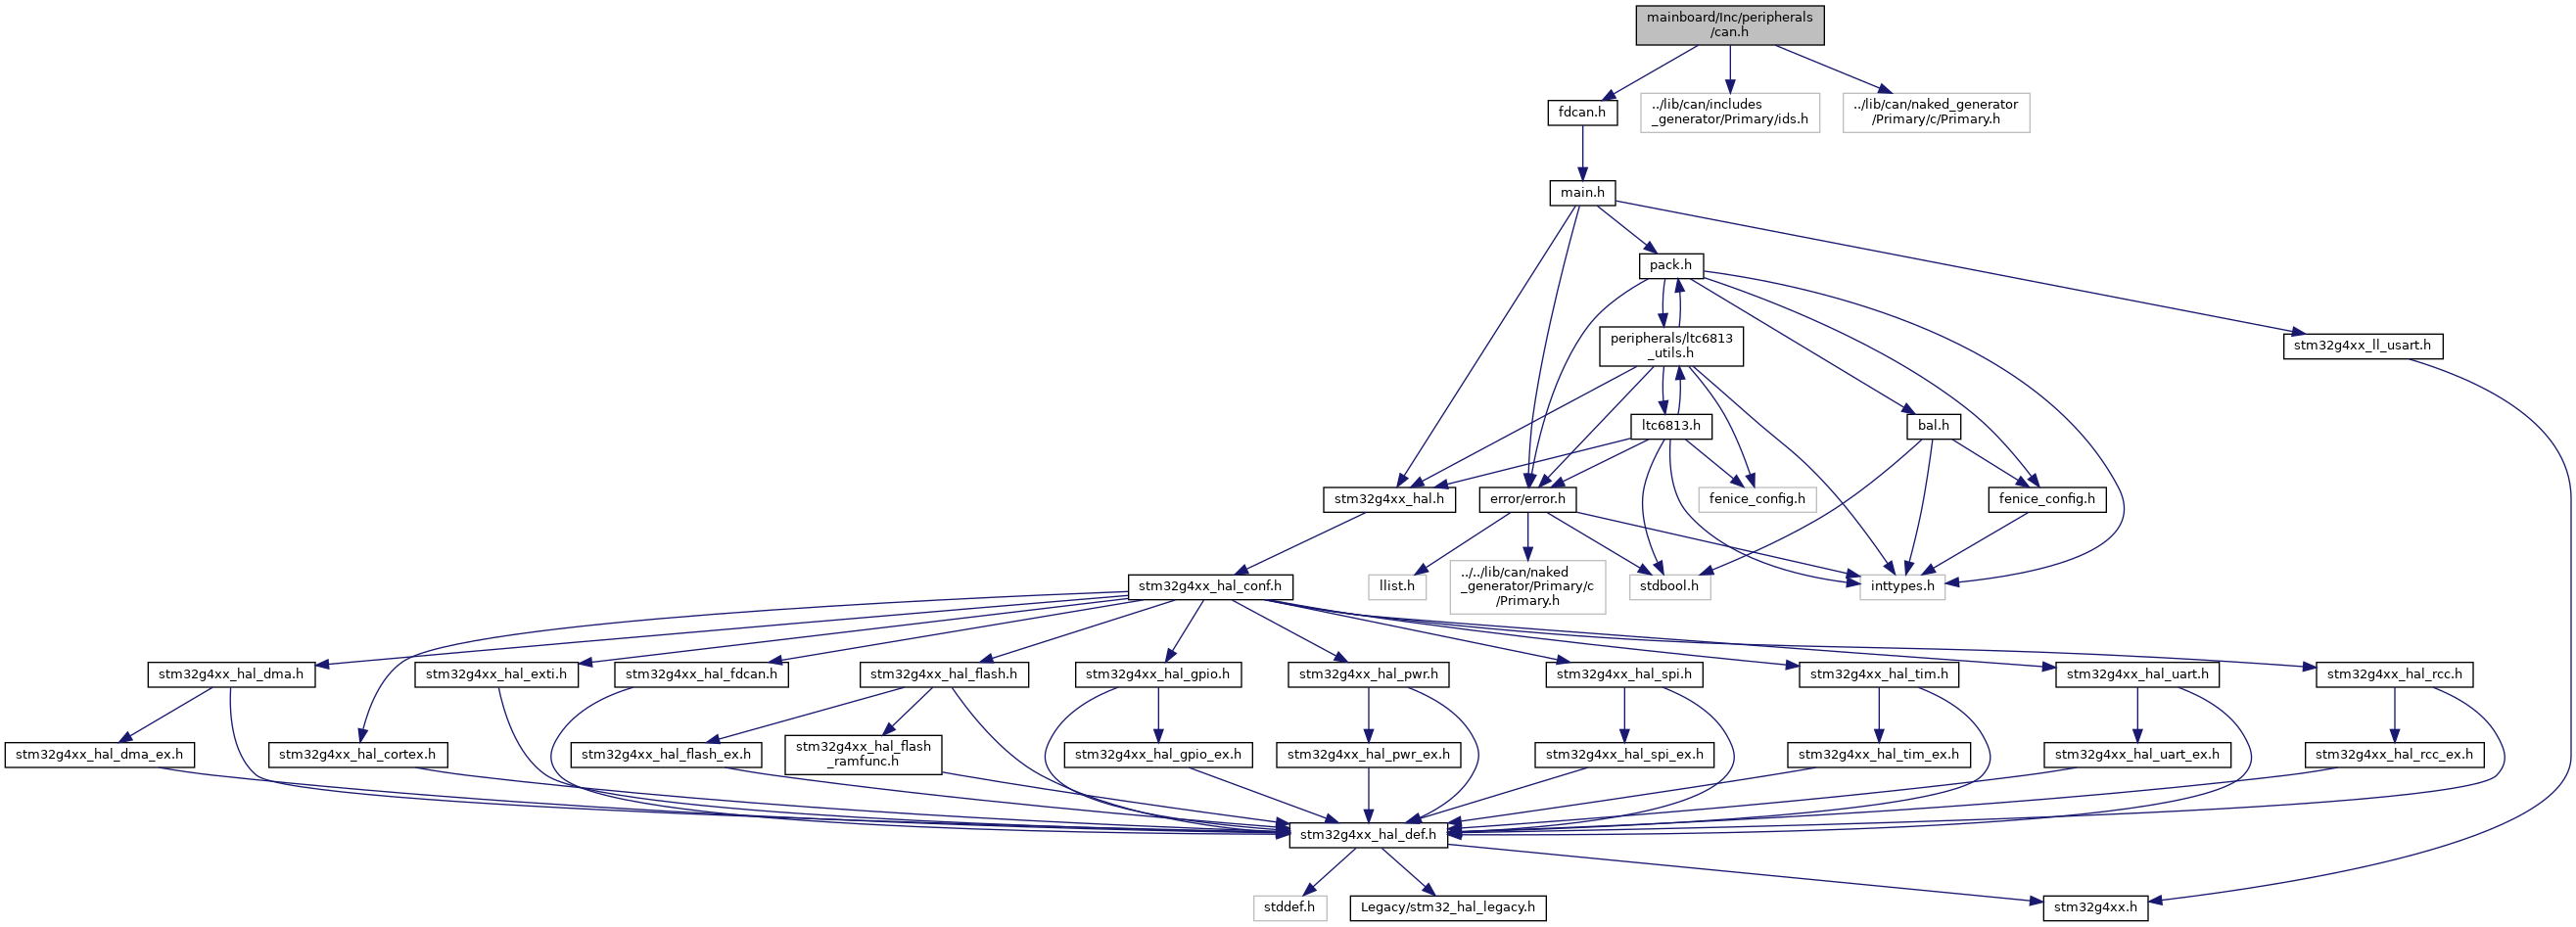 mainboard/Inc/peripherals
/can.h
fdcan.h
../lib/can/includes
_generator/Primary/ids.h
../lib/can/naked_generator
/Primary/c/Primary.h
main.h
pack.h
peripherals/ltc6813
_utils.h
stm32g4xx_ll_usart.h
ltc6813.h
bal.h
stm32g4xx_hal.h
error/error.h
fenice_config.h
fenice_config.h
stm32g4xx_hal_conf.h
llist.h
../../lib/can/naked
_generator/Primary/c
/Primary.h
stdbool.h
inttypes.h
stm32g4xx_hal_dma.h
stm32g4xx_hal_exti.h
stm32g4xx_hal_fdcan.h
stm32g4xx_hal_flash.h
stm32g4xx_hal_gpio.h
stm32g4xx_hal_pwr.h
stm32g4xx_hal_spi.h
stm32g4xx_hal_tim.h
stm32g4xx_hal_uart.h
stm32g4xx_hal_rcc.h
stm32g4xx_hal_dma_ex.h
stm32g4xx_hal_cortex.h
stm32g4xx_hal_flash_ex.h
stm32g4xx_hal_flash
_ramfunc.h
stm32g4xx_hal_gpio_ex.h
stm32g4xx_hal_pwr_ex.h
stm32g4xx_hal_spi_ex.h
stm32g4xx_hal_tim_ex.h
stm32g4xx_hal_uart_ex.h
stm32g4xx_hal_rcc_ex.h
stm32g4xx_hal_def.h
stddef.h
Legacy/stm32_hal_legacy.h
stm32g4xx.h